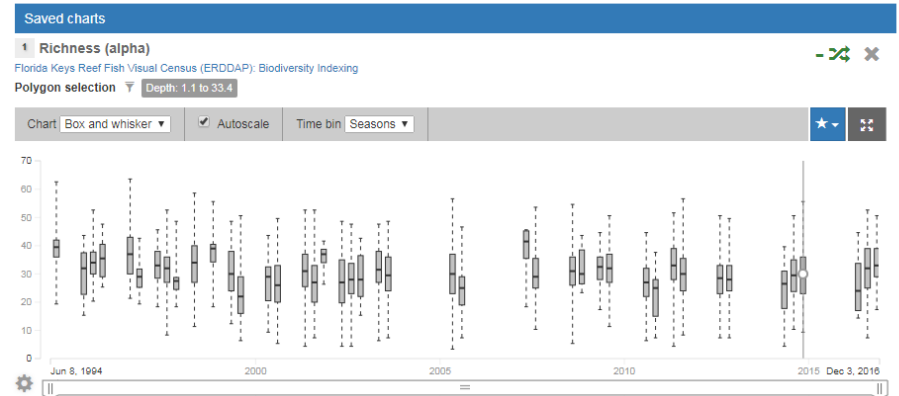 Saved charts
1 Richness (alpha)
Florida Keys Reef Fish Visual Census (ERDDAP): Biodiversity Indexing
Polygon selection Depth: 1.1 to 33.4
Chart Box and whisker Autoscale Time bin Seasons
70
60
50
40
30
20
10
0
Jun 8, 1994 2000 2005 2010 2015 Dec 3, 2016